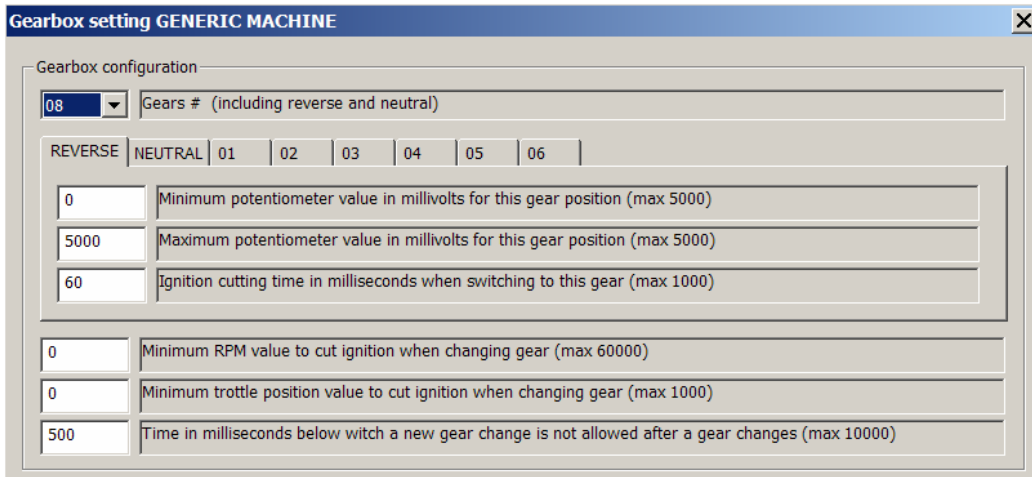 Gearbox setting GENERIC MACHINE
Gearbox configuration
08 Gears # (including reverse and neutral)
REVERSE NEUTRAL 01 02 03 04 05 06
0 Minimum potentiometer value in millivolts for this gear position (max 5000)
5000 Maximum potentiometer value in millivolts for this gear position (max 5000)
60 Ignition cutting time in milliseconds when switching to this gear (max 1000)
0 Minimum RPM value to cut ignition when changing gear (max 60000)
0 Minimum trottle position value to cut ignition when changing gear (max 1000)
500 Time in milliseconds below witch a new gear change is not allowed after a gear changes (max 10000)